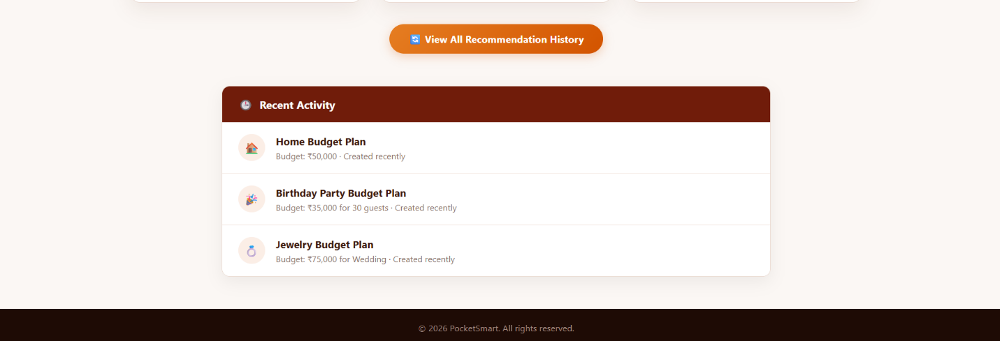 View All Recommendation History
Recent Activity
Home Budget Plan
Budget: ₹50,000 · Created recently
Birthday Party Budget Plan
Budget: ₹35,000 for 30 guests · Created recently
Jewelry Budget Plan
Budget: ₹75,000 for Wedding · Created recently
© 2026 PocketSmart. All rights reserved.